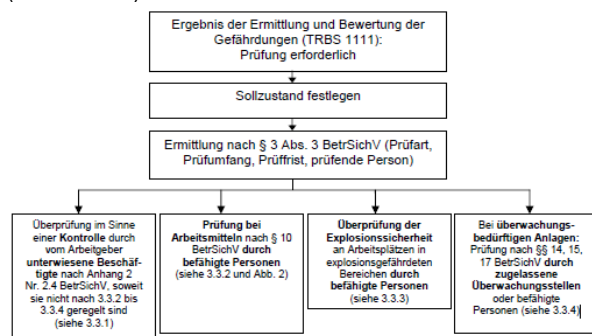 Ergebnis der Ermittlung und Bewertung der
Gefährdungen (TRBS 1111):
Prüfung erforderlich
Sollzustand festlegen
Ermittlung nach § 3 Abs. 3 BetrSichV (Prüfart,
Prüfumfang, Prüffrist, prüfende Person)
Überprüfung im Sinne
einer Kontrolle durch
vom Arbeitgeber
unterwiesene Beschäf-
tigte nach Anhang 2
Nr. 2.4 BetrSichV, soweit
sie nicht nach 3.3.2 bis
3.3.4 geregelt sind
(siehe 3.3.1)
Prüfung bei
Arbeitsmitteln nach § 10
BetrSichV durch
befähigte Personen
(siehe 3.3.2 und Abb. 2)
Überprüfung der
Explosionssicherheit
an Arbeitsplätzen in
explosionsgefährdeten
Bereichen durch
befähigte Personen
(siehe 3.3.3)
Bei überwachungs-
bedürftigen Anlagen:
Prüfung nach §§ 14, 15,
17 BetrSichV durch
zugelassene
Überwachungsstellen
oder befähigte
Personen (siehe 3.3.4)